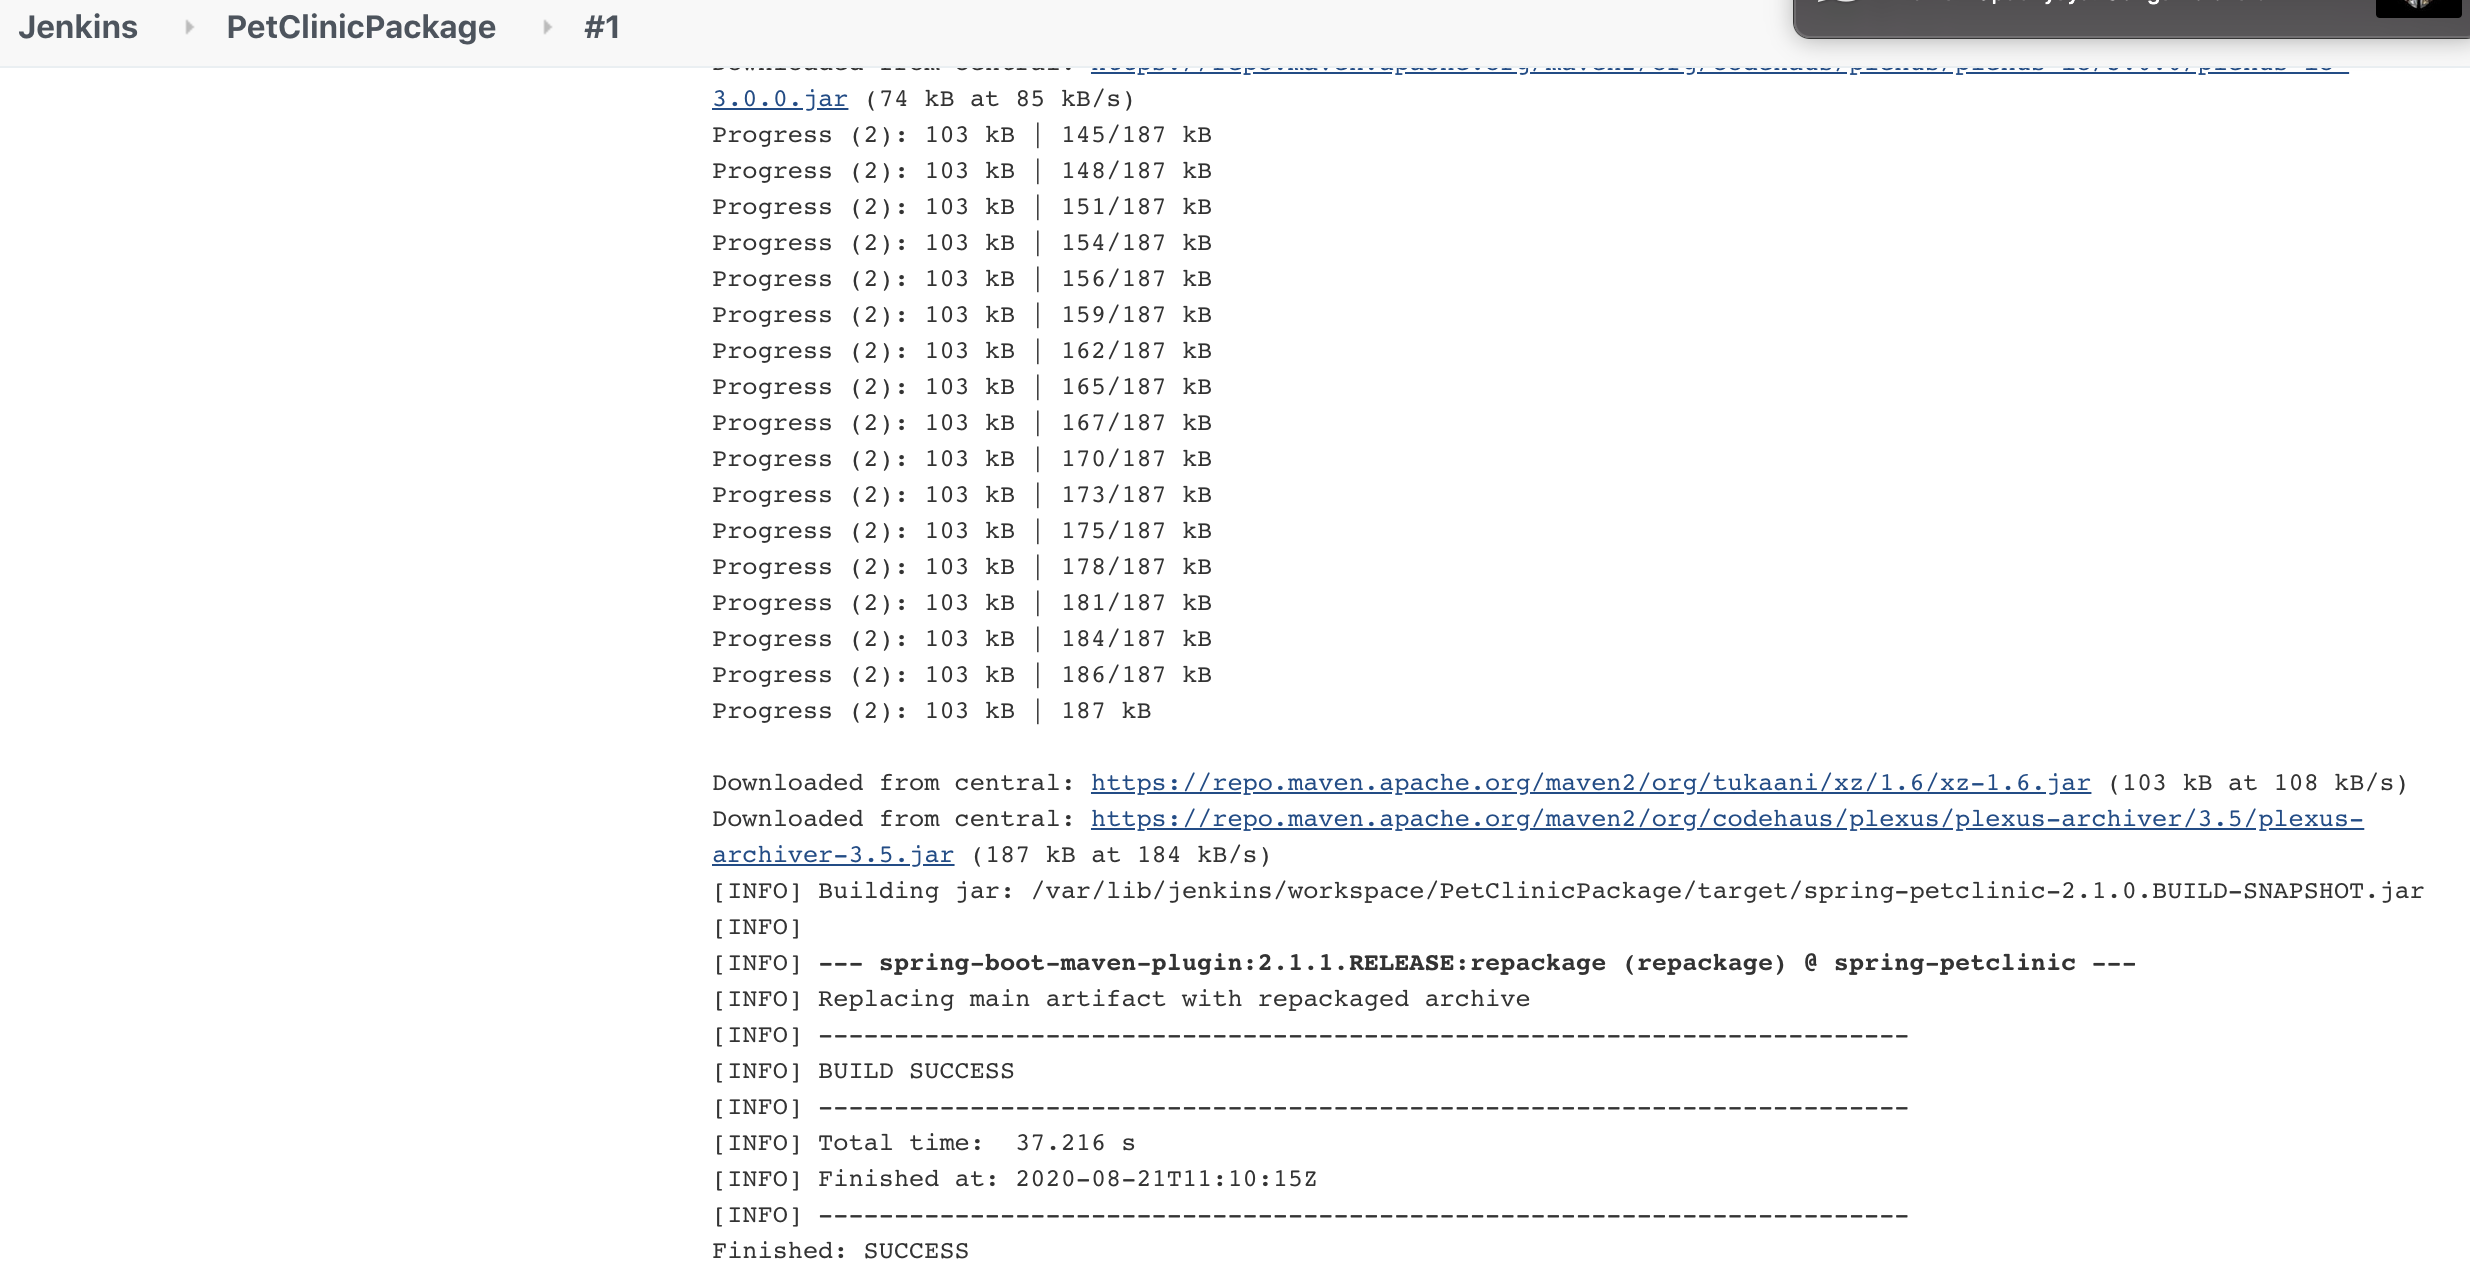 Jenkins PetClinicPackage #1
3.0.0.jar (74 kB at 85 kB/s)
Progress (2): 103 kB | 145/187 kB
Progress (2): 103 kB | 148/187 kB
Progress (2): 103 kB | 151/187 kB
Progress (2): 103 kB | 154/187 kB
Progress (2): 103 kB | 156/187 kB
Progress (2): 103 kB | 159/187 kB
Progress (2): 103 kB | 162/187 kB
Progress (2): 103 kB | 165/187 kB
Progress (2): 103 kB | 167/187 kB
Progress (2): 103 kB | 170/187 kB
Progress (2): 103 kB | 173/187 kB
Progress (2): 103 kB | 175/187 kB
Progress (2): 103 kB | 178/187 kB
Progress (2): 103 kB | 181/187 kB
Progress (2): 103 kB | 184/187 kB
Progress (2): 103 kB | 186/187 kB
Progress (2): 103 kB | 187 kB
Downloaded from central: https://repo.maven.apache.org/maven2/org/tukaani/xz/1.6/xz-1.6.jar (103 kB at 108 kB/s)
Downloaded from central: https://repo.maven.apache.org/maven2/org/codehaus/plexus/plexus-archiver/3.5/plexus-
archiver-3.5.jar (187 kB at 184 kB/s)
[INFO] Building jar: /var/lib/jenkins/workspace/PetClinicPackage/target/spring-petclinic-2.1.0.BUILD-SNAPSHOT.jar
[INFO]
[INFO] --- spring-boot-maven-plugin:2.1.1.RELEASE:repackage (repackage) @ spring-petclinic ---
[INFO] Replacing main artifact with repackaged archive
[INFO] ------------------------------------------------------------------------
[INFO] BUILD SUCCESS
[INFO] ------------------------------------------------------------------------
[INFO] Total time:  37.216 s
[INFO] Finished at: 2020-08-21T11:10:15Z
[INFO] ------------------------------------------------------------------------
Finished: SUCCESS